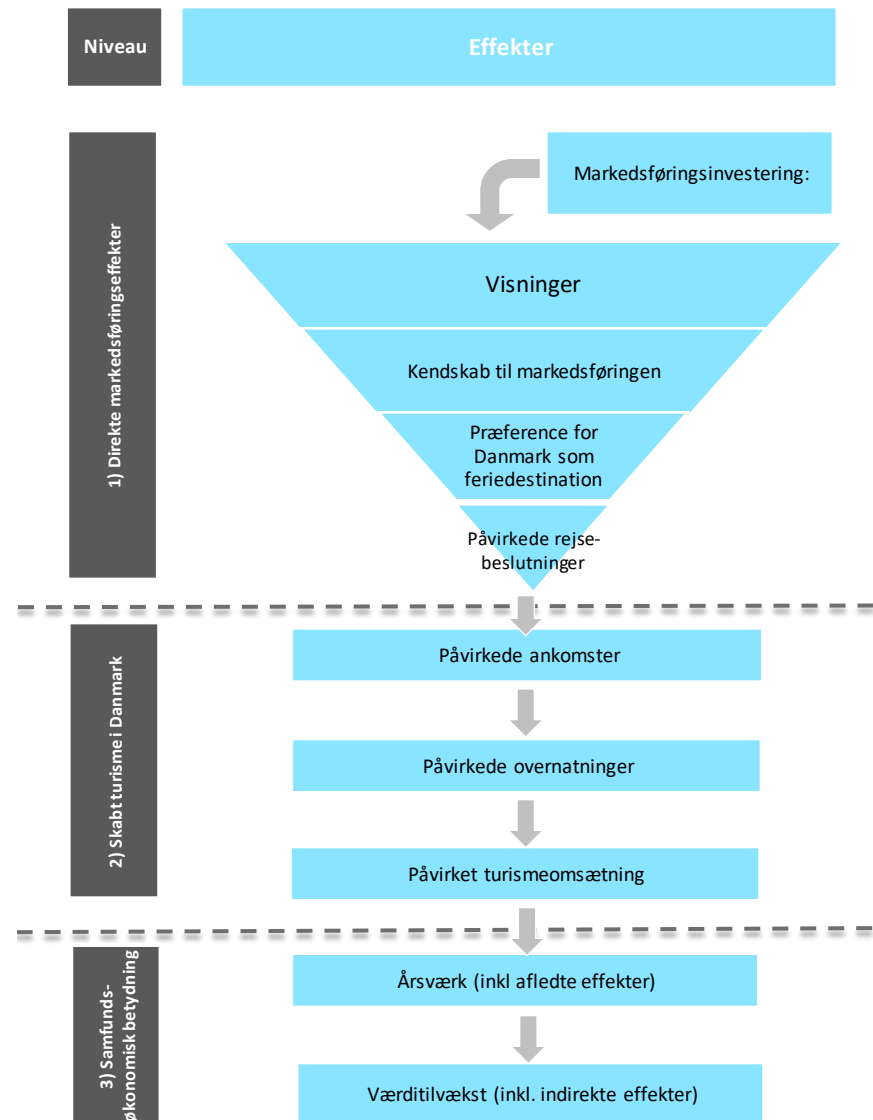 Niveau
Effekter
1) Direkte markedsføringseffekter
Markedsføringsinvestering:
Visninger
Kendskab til markedsføringen
Præference for
Danmark som
feriedestination
Påvirkede rejse-
beslutninger
2) Skabt turisme i Danmark
Påvirkede ankomster
Påvirkede overnatninger
Påvirket turismeomsætning
3) Samfunds-
økonomisk betydning
Årsværk (inkl afledte effekter)
Værditilvækst (inkl. indirekte effekter)